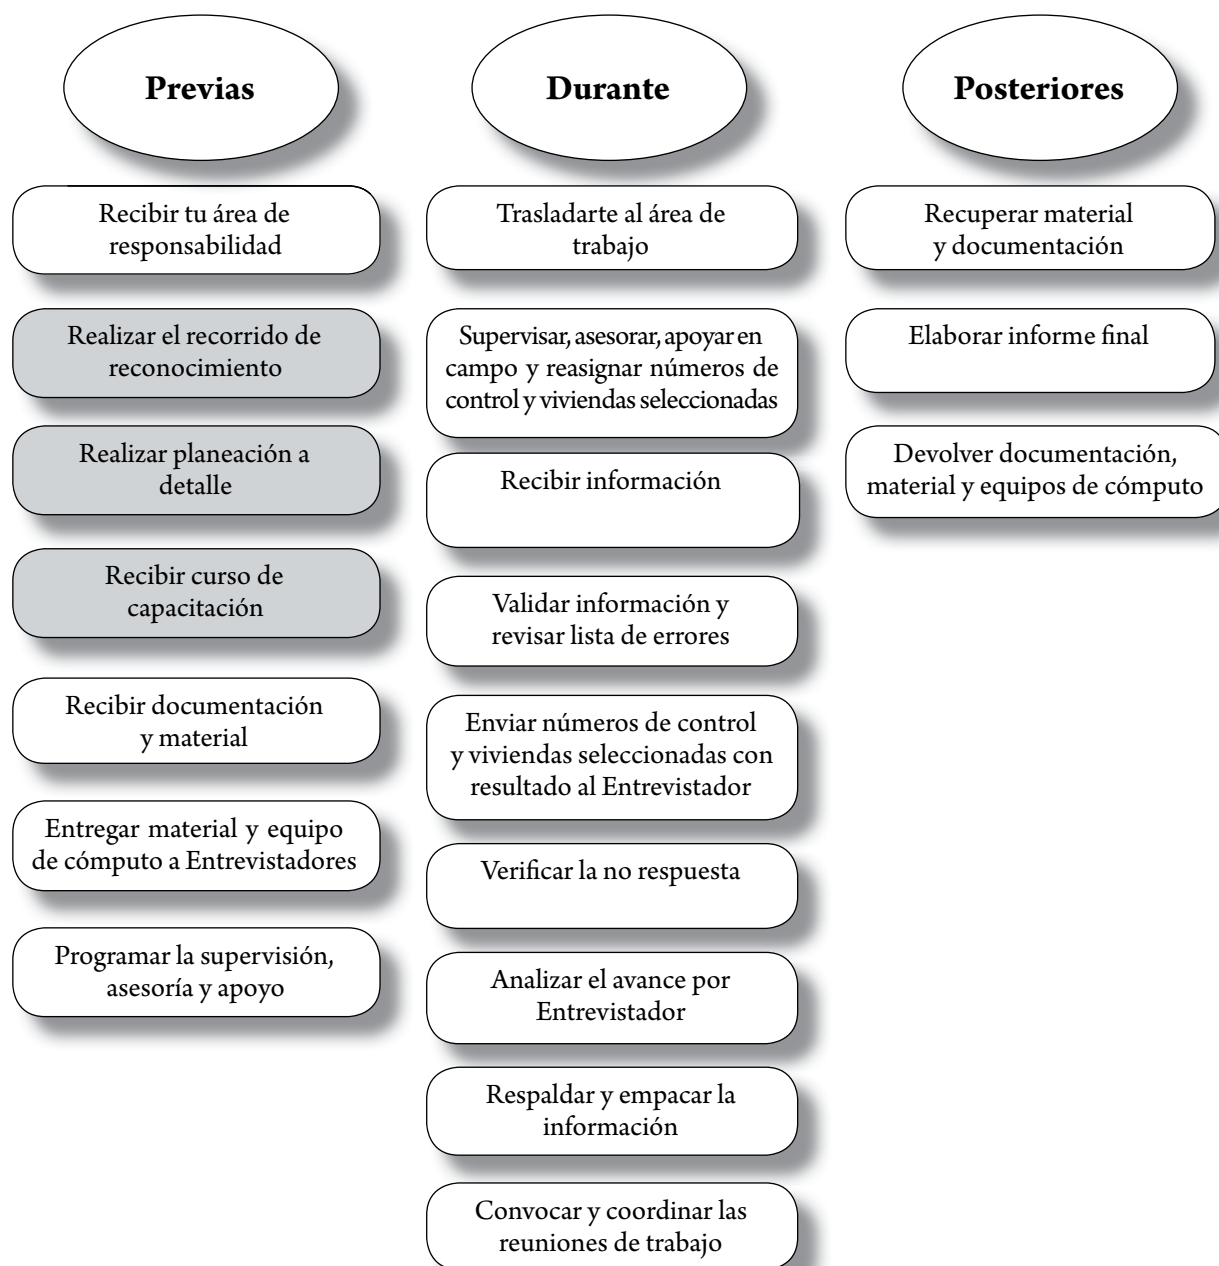 Previas
Recibir tu área de
responsabilidad
Realizar el recorrido de
reconocimiento
Realizar planeación a
detalle
Recibir curso de
capacitación
Recibir documentación
y material
Entregar material y equipo
de cómputo a Entrevistadores
Programar la supervisión,
asesoría y apoyo
Durante
Trasladarte al área de
trabajo
Supervisar, asesorar, apoyar en
campo y reasignar números de
control y viviendas seleccionadas
Recibir información
Validar información y
revisar lista de errores
Enviar números de control
y viviendas seleccionadas con
resultado al Entrevistador
Verificar la no respuesta
Analizar el avance por
Entrevistador
Respaldar y empacar la
información
Convocar y coordinar las
reuniones de trabajo
Posteriores
Recuperar material
y documentación
Elaborar informe final
Devolver documentación,
material y equipos de cómputo